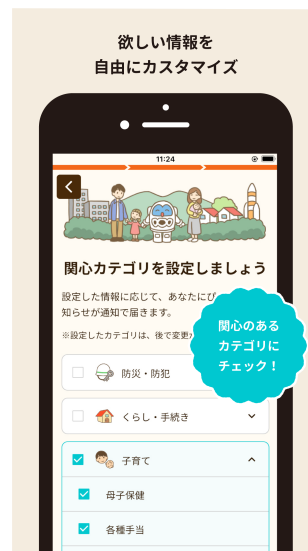 欲しい情報を
自由にカスタマイズ
11:24
関心カテゴリを設定しましょう
設定した情報に応じて、あなたにぴ
知らせが通知で届きます。
※設定したカテゴリは、後で変更
関心のある
カテゴリに
チェック！
防災・防犯
くらし・手続き
子育て
母子保健
各種手当